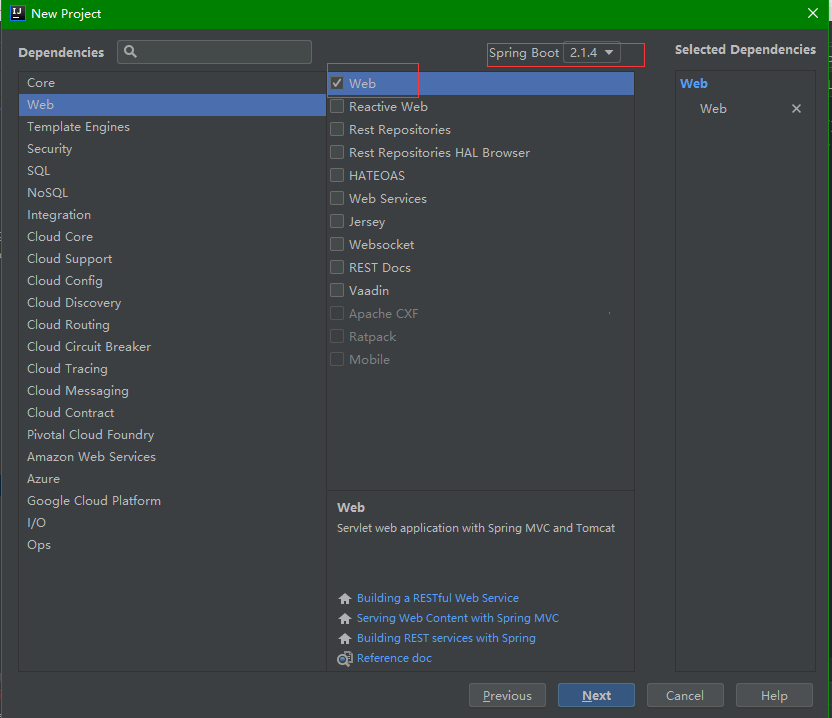 New Project
Dependencies
Spring Boot 2.1.4
Selected Dependencies
Core
Web
Template Engines
Security
SQL
NoSQL
Integration
Cloud Core
Cloud Support
Cloud Config
Cloud Discovery
Cloud Routing
Cloud Circuit Breaker
Cloud Tracing
Cloud Messaging
Cloud Contract
Pivotal Cloud Foundry
Amazon Web Services
Azure
Google Cloud Platform
I/O
Ops
Web
Reactive Web
Rest Repositories
Rest Repositories HAL Browser
HATEOAS
Web Services
Jersey
Websocket
REST Docs
Vaadin
Apache CXF
Ratpack
Mobile
Web
Servlet web application with Spring MVC and Tomcat
Building a RESTful Web Service
Serving Web Content with Spring MVC
Building REST services with Spring
Reference doc
Web
Web
Previous
Next
Cancel
Help